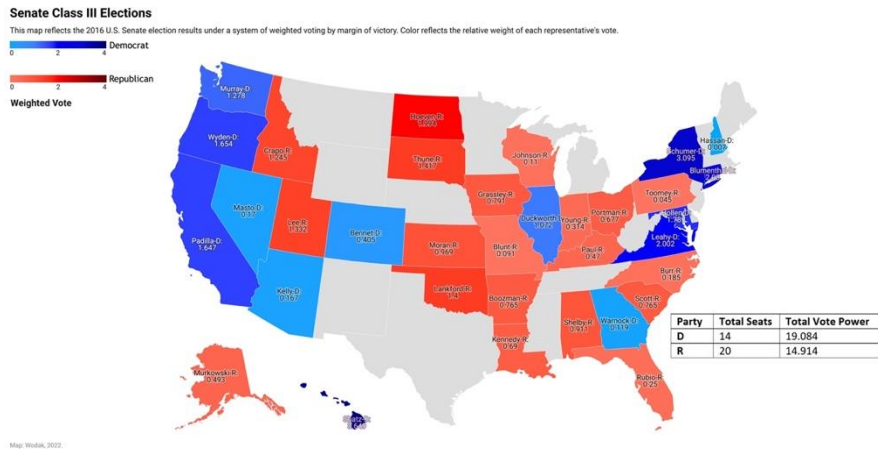 Senate Class III Elections
This map reflects the 2016 U.S. Senate election results under a system of weighted voting by margin of victory. Color reflects the relative weight of each representative's vote.
0 2 4 Democrat
0 2 4 Republican
Weighted Vote
Murray-D:
1.278
Wyden-D:
1.654
Crapo-R:
1.245
Hoeven-R:
Thune-R:
1.417
Johnson-R:
0.11
Hassan-D:
Schumer-D:
3.095
Grassley-R:
0.791
Toomey-R:
0.045
Masto-D:
Lee-R:
Bennet-D:
0.405
Duckworth
1.072
Young-R:
0.314
Portman-R:
0.677
Padilla-D:
1.647
Moran-R:
0.969
Blunt-R:
0.091
Paul-R:
0.47
Leahy-D:
2.002
Burr-R:
0.185
Kelly-D:
0.167
Lankford-R:
1.4
Boozman-R:
0.765
Scott-R:
0.765
Shelby-R:
0.911
Warnock-D:
0.119
Kennedy-R:
0.69
Rubio-R:
0.25
Murkowski-R:
0.493
Party Total Seats Total Vote Power
D 14 19.084
R 20 14.914
Map: Wodak, 2022.